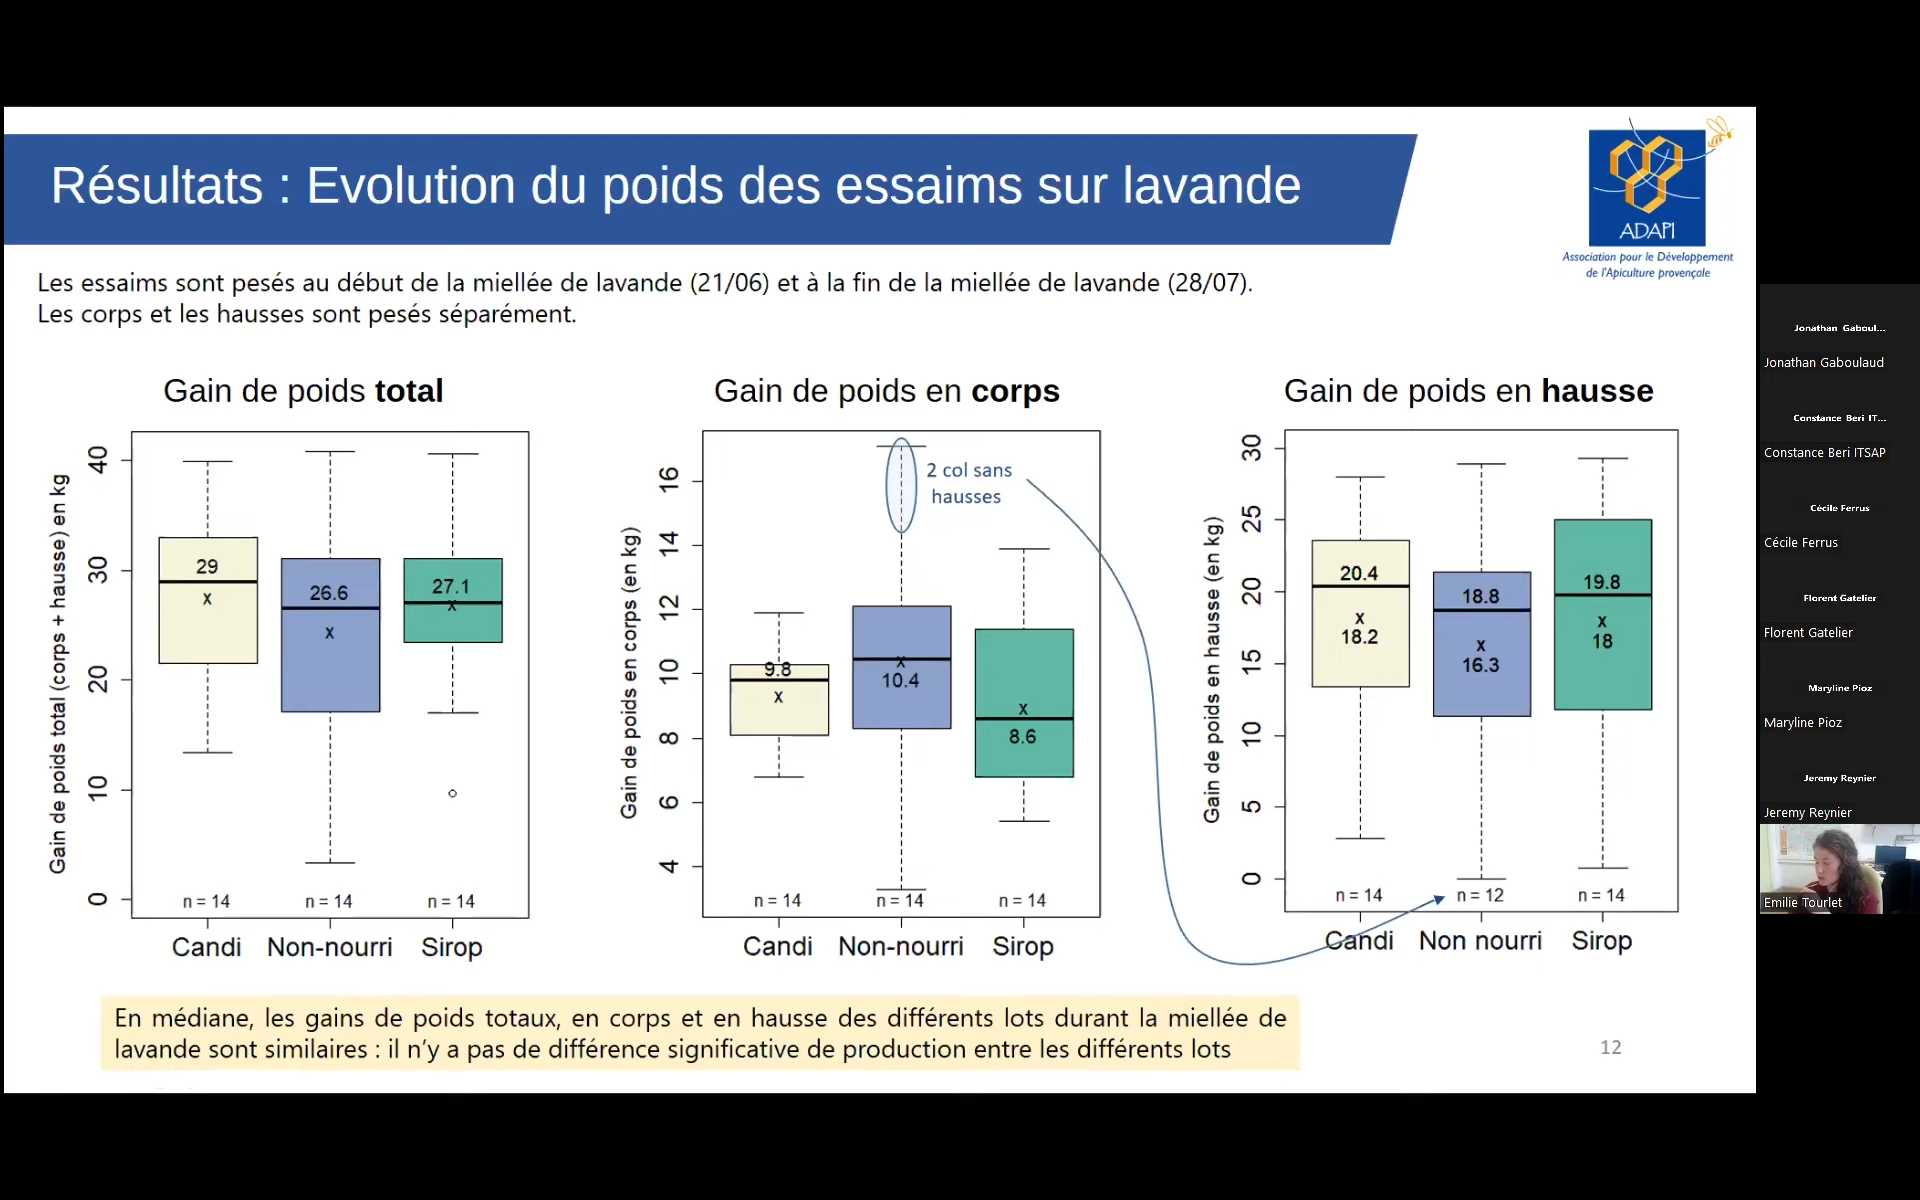 Résultats : Evolution du poids des essaims sur lavande
ADAPI
Association pour le Développement
de l'Apiculture provençale
Les essaims sont pesés au début de la miellée de lavande (21/06) et à la fin de la miellée de lavande (28/07).
Les corps et les hausses sont pesés séparément.
Gain de poids total
Gain de poids total (corps + hausse) en kg
40
30
20
10
0
29
x
26.6
x
27.1
x
n = 14
n = 14
n = 14
Candi
Non-nourri
Sirop
Gain de poids en corps
Gain de poids en corps (en kg)
16
14
12
10
8
6
4
2 col sans
hausses
9.8
x
x
10.4
x
8.6
n = 14
n = 14
n = 14
Candi
Non-nourri
Sirop
Gain de poids en hausse
Gain de poids en hausse (en kg)
30
25
20
15
10
5
0
20.4
x
18.2
18.8
x
16.3
19.8
x
18
n = 14
n = 12
n = 14
Candi
Non nourri
Sirop
En médiane, les gains de poids totaux, en corps et en hausse des différents lots durant la miellée de
lavande sont similaires : il n'y a pas de différence significative de production entre les différents lots
12
Jonathan Gaboul...
Jonathan Gaboulaud
Constance Beri IT...
Constance Beri ITSAP
Cécile Ferrus
Cécile Ferrus
Florent Gatelier
Florent Gatelier
Maryline Pioz
Maryline Pioz
Jeremy Reynier
Jeremy Reynier
Emilie Tourlet